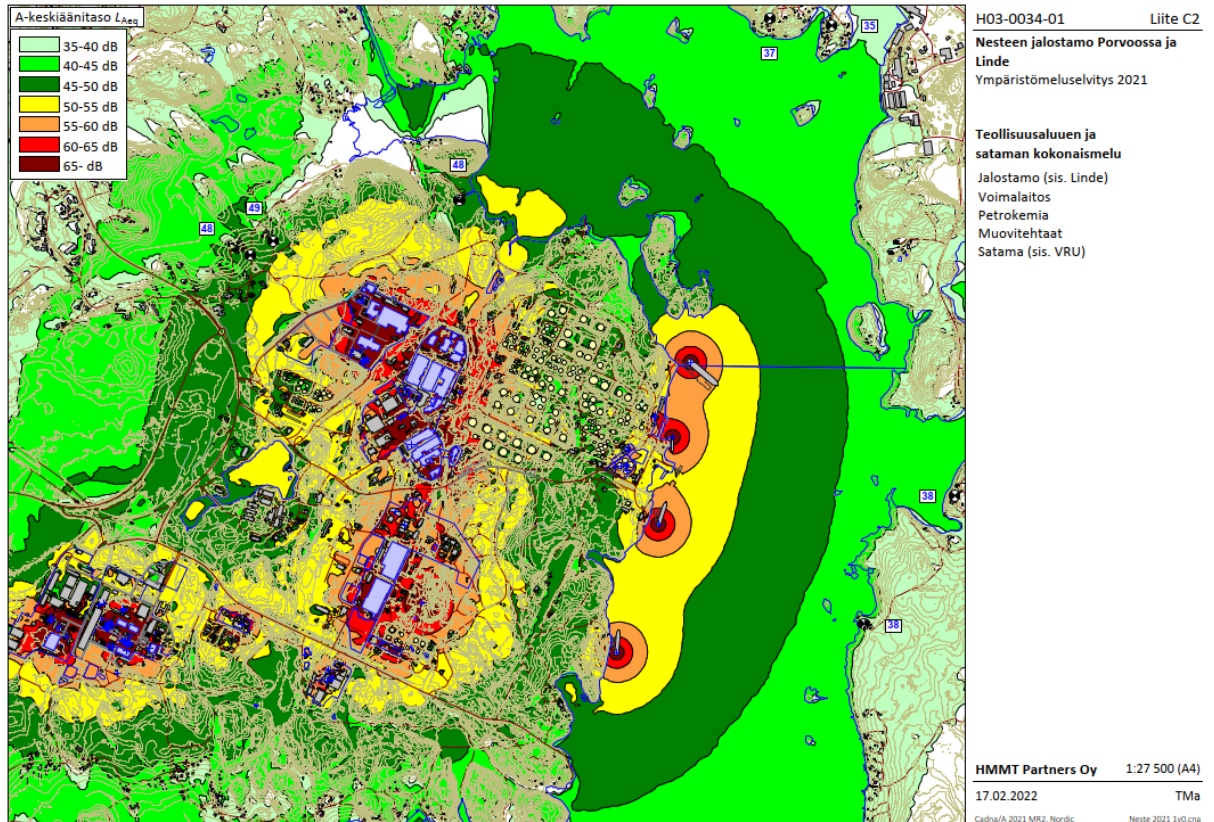 A-keskiäänitaso LAeq
35-40 dB
40-45 dB
45-50 dB
50-55 dB
55-60 dB
60-65 dB
65- dB
37
35
48
49
48
38
38
H03-0034-01 Liite C2
Nesteen jalostamo Porvoossa ja
Linde
Ympäristömeluselvitys 2021
Teollisuusaluuen ja
sataman kokonaismelu
Jalostamo (sis. Linde)
Voimalaitos
Petrokemia
Muovitehtaat
Satama (sis. VRU)
HMMT Partners Oy 1:27 500 (A4)
17.02.2022 TMa
Cadna/A 2021 MR2, Nordic Neste 2021 1v0.cna